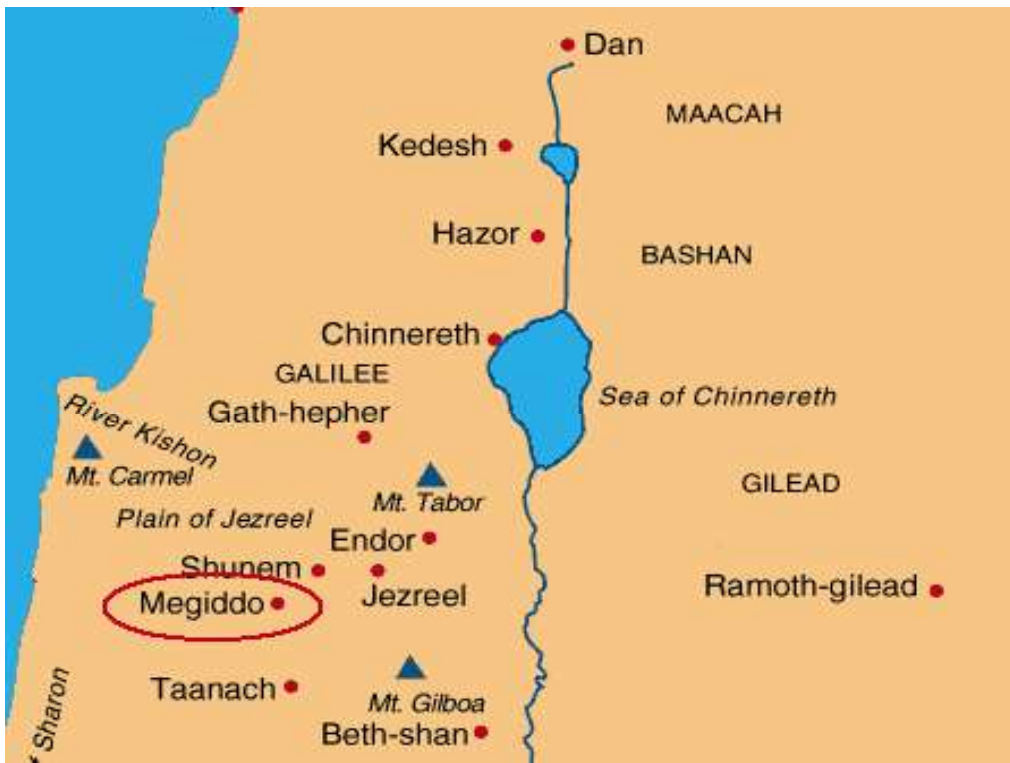 Dan
MAACAH
Kedesh
Hazor
BASHAN
Chinnereth
GALILEE
Sea of Chinnereth
Gath-hepher
River Kishon
Mt. Carmel
Mt. Tabor
GILEAD
Plain of Jezreel
Endor
Shunem
Jezreel
Ramoth-gilead
Megiddo
Taanach
Mt. Gilboa
Beth-shan
Sharon